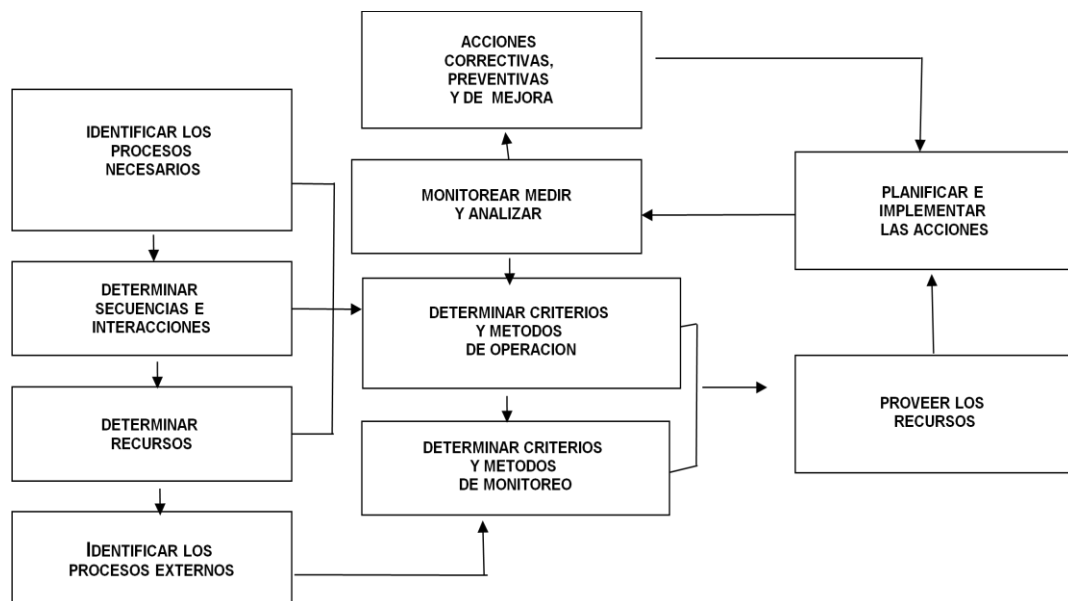 IDENTIFICAR LOS
PROCESOS
NECESARIOS
DETERMINAR
SECUENCIAS E
INTERACCIONES
DETERMINAR
RECURSOS
IDENTIFICAR LOS
PROCESOS EXTERNOS
ACCIONES
CORRECTIVAS,
PREVENTIVAS
Y DE MEJORA
MONITOREAR MEDIR
Y ANALIZAR
DETERMINAR CRITERIOS
Y METODOS
DE OPERACION
DETERMINAR CRITERIOS
Y METODOS
DE MONITOREO
PLANIFICAR E
IMPLEMENTAR
LAS ACCIONES
PROVEER LOS
RECURSOS